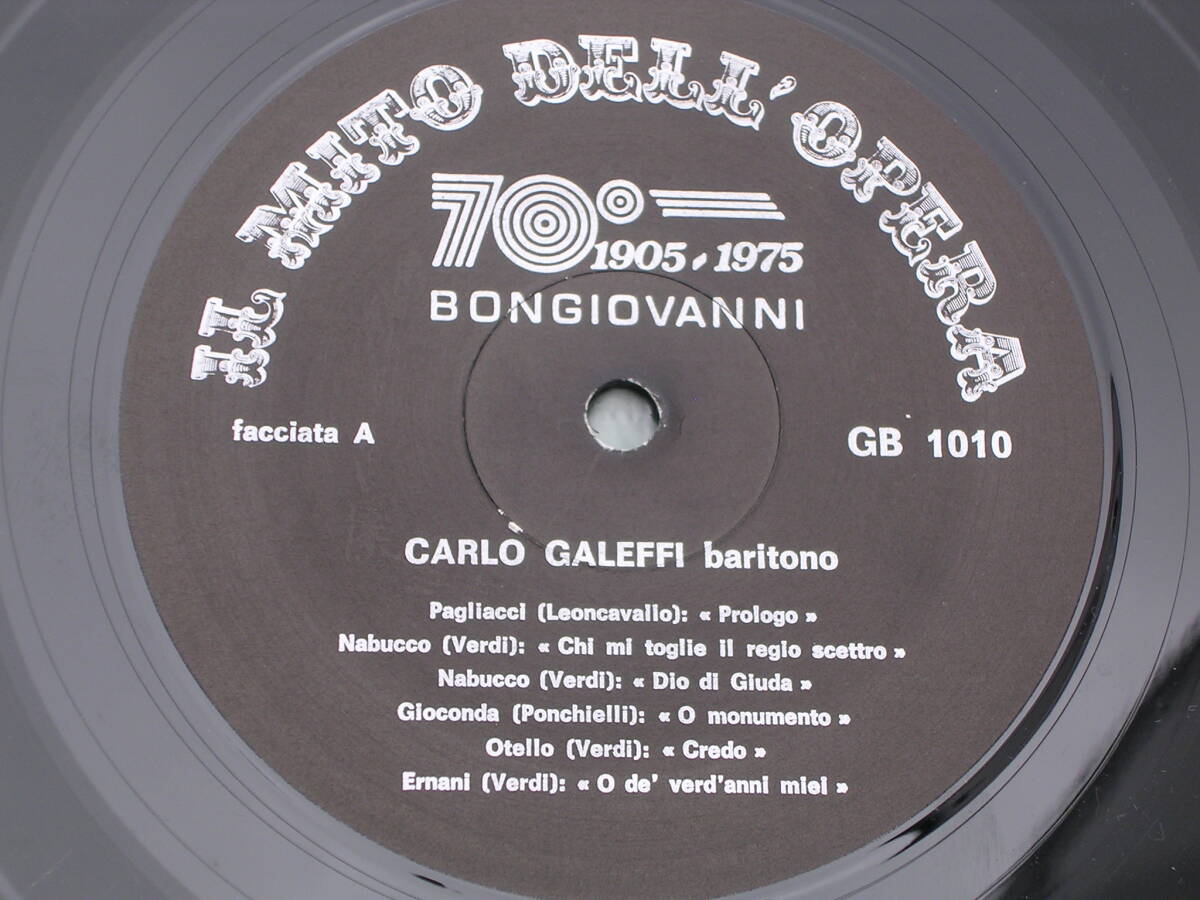 IL MITO DELL'OPERA
70°
1905 - 1975
BONGIOVANNI
facciata A
GB 1010
CARLO GALEFFI baritono
Pagliacci (Leoncavallo): « Prologo »
Nabucco (Verdi): « Chi mi toglie il regio scettro »
Nabucco (Verdi): « Dio di Giuda »
Gioconda (Ponchielli): « O monumento »
Otello (Verdi): « Credo »
Ernani (Verdi): « O de' verd'anni miei »